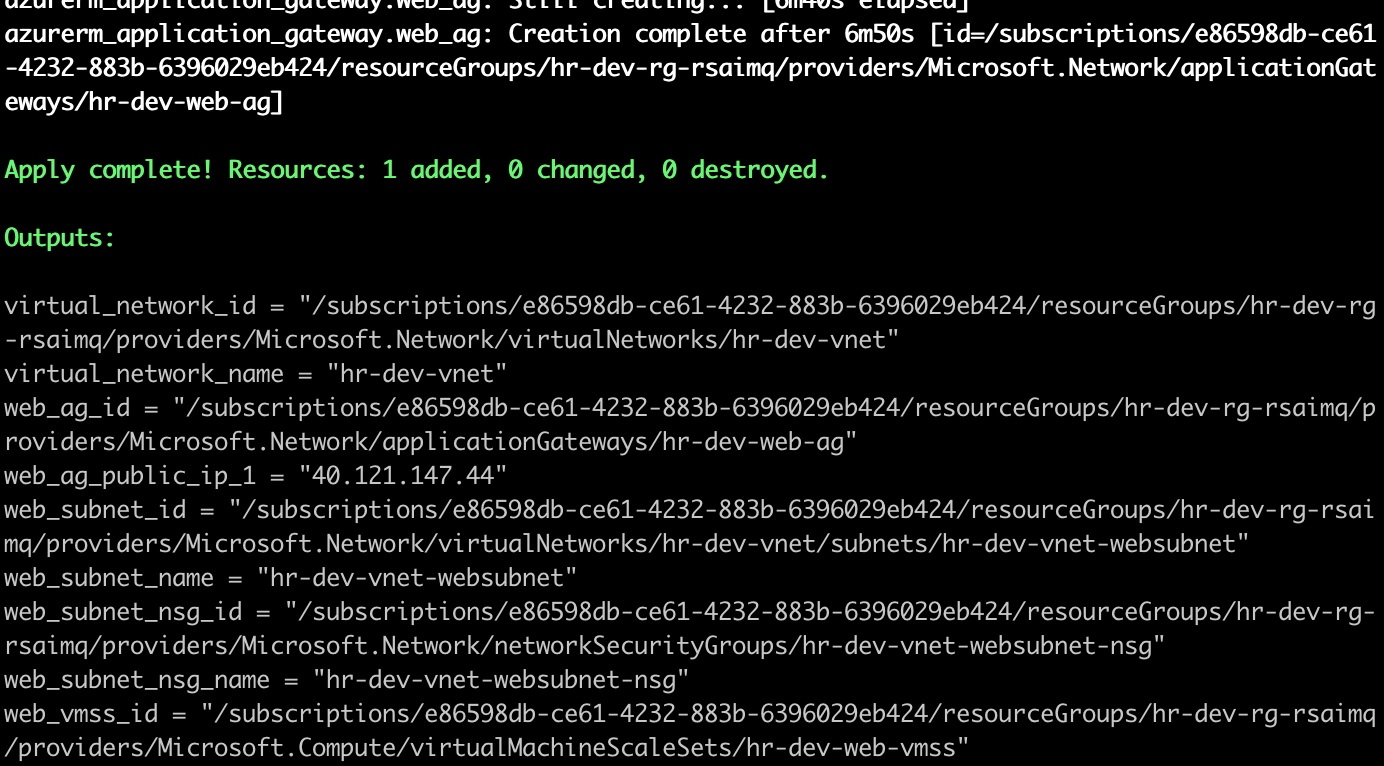 azurerm_application_gateway.web_ag: Still creating... [6m40s elapsed]
azurerm_application_gateway.web_ag: Creation complete after 6m50s [id=/subscriptions/e86598db-ce61
-4232-883b-6396029eb424/resourceGroups/hr-dev-rg-rsaimq/providers/Microsoft.Network/applicationGat
eways/hr-dev-web-ag]
Apply complete! Resources: 1 added, 0 changed, 0 destroyed.
Outputs:
virtual_network_id = "/subscriptions/e86598db-ce61-4232-883b-6396029eb424/resourceGroups/hr-dev-rg
-rsaimq/providers/Microsoft.Network/virtualNetworks/hr-dev-vnet"
virtual_network_name = "hr-dev-vnet"
web_ag_id = "/subscriptions/e86598db-ce61-4232-883b-6396029eb424/resourceGroups/hr-dev-rg-rsaimq/p
roviders/Microsoft.Network/applicationGateways/hr-dev-web-ag"
web_ag_public_ip_1 = "40.121.147.44"
web_subnet_id = "/subscriptions/e86598db-ce61-4232-883b-6396029eb424/resourceGroups/hr-dev-rg-rsai
mq/providers/Microsoft.Network/virtualNetworks/hr-dev-vnet/subnets/hr-dev-vnet-websubnet"
web_subnet_name = "hr-dev-vnet-websubnet"
web_subnet_nsg_id = "/subscriptions/e86598db-ce61-4232-883b-6396029eb424/resourceGroups/hr-dev-rg-
rsaimq/providers/Microsoft.Network/networkSecurityGroups/hr-dev-vnet-websubnet-nsg"
web_subnet_nsg_name = "hr-dev-vnet-websubnet-nsg"
web_vmss_id = "/subscriptions/e86598db-ce61-4232-883b-6396029eb424/resourceGroups/hr-dev-rg-rsaimq
/providers/Microsoft.Compute/virtualMachineScaleSets/hr-dev-web-vmss"